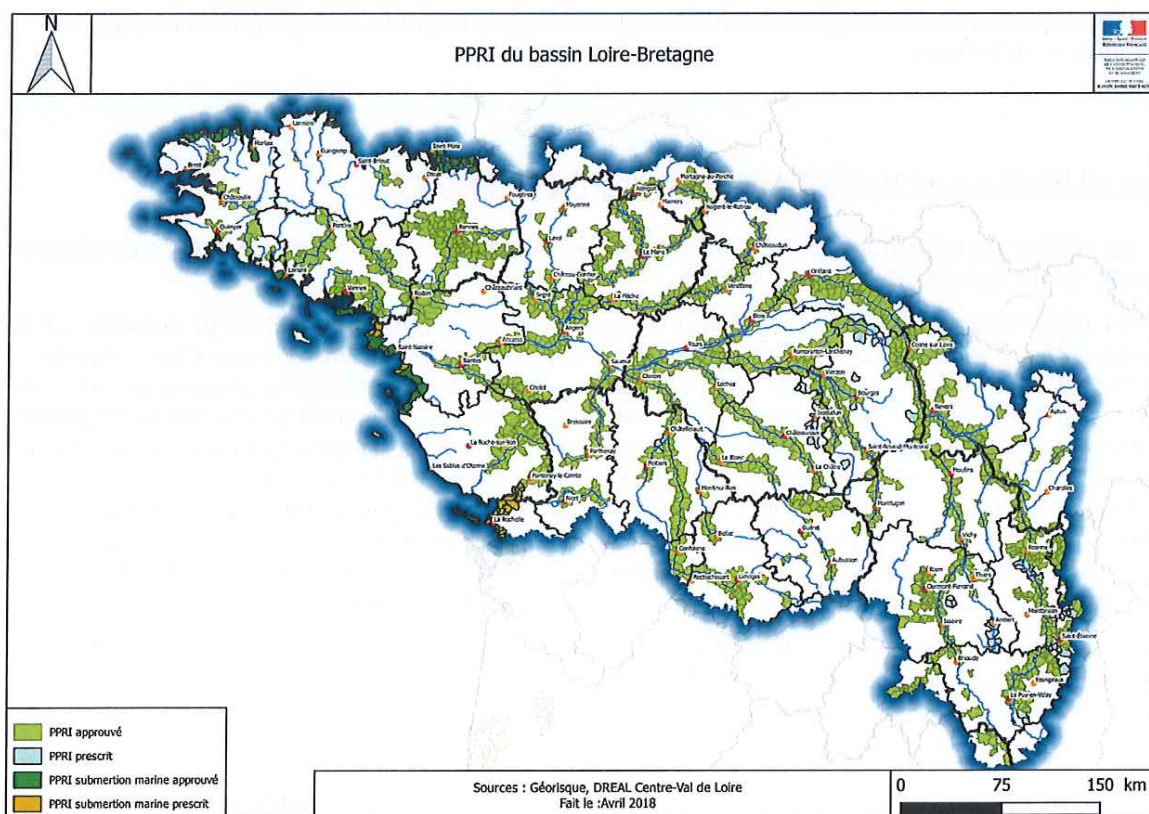 N
PPRI du bassin Loire-Bretagne
Lannion
Morlaix
Guingamp
Saint-Brieuc
Saint Malo
Brest
Dinan
Fougères
Mayenne
Alençon
Mortagne-au-Perche
Mamers
Nogent-le-Rotrou
Châteaulin
Quimper
Pontivy
Rennes
Laval
Le Mans
Châteaudun
Lorient
Vannes
Redon
Châteaubriant
Château-Gontier
Segré
La Flèche
Vendôme
Orléans
Angers
Ancenis
Blois
Saint-Nazaire
Nantes
Saumur
Tours
Chinon
Romorantin-Lanthenay
Cosne sur Loire
Vierzon
Loches
Bourges
Cholet
Nevers
Issoudun
Autun
Bressuire
Châtellerault
Châteauroux
Saint-Amand-Montrond
La Roche-sur-Yon
Parthenay
Poitiers
Le Blanc
La Châtre
Moulins
Les Sables d'Olonne
Fontenay-le-Comte
Montmorillon
Charolles
Niort
Montluçon
La Rochelle
Guéret
Bellac
Vichy
Confolens
Aubusson
Roanne
Rochechouart
Limoges
Riom
Thiers
Clermont-Ferrand
Montbrison
Issoire
Ambert
Saint-Étienne
Brioude
Yssingeaux
Le Puy-en-Velay
PPRI approuvé
PPRI prescrit
PPRI submertion marine approuvé
PPRI submertion marine prescrit
Sources : Géorisque, DREAL Centre-Val de Loire
Fait le :Avril 2018
0 75 150 km